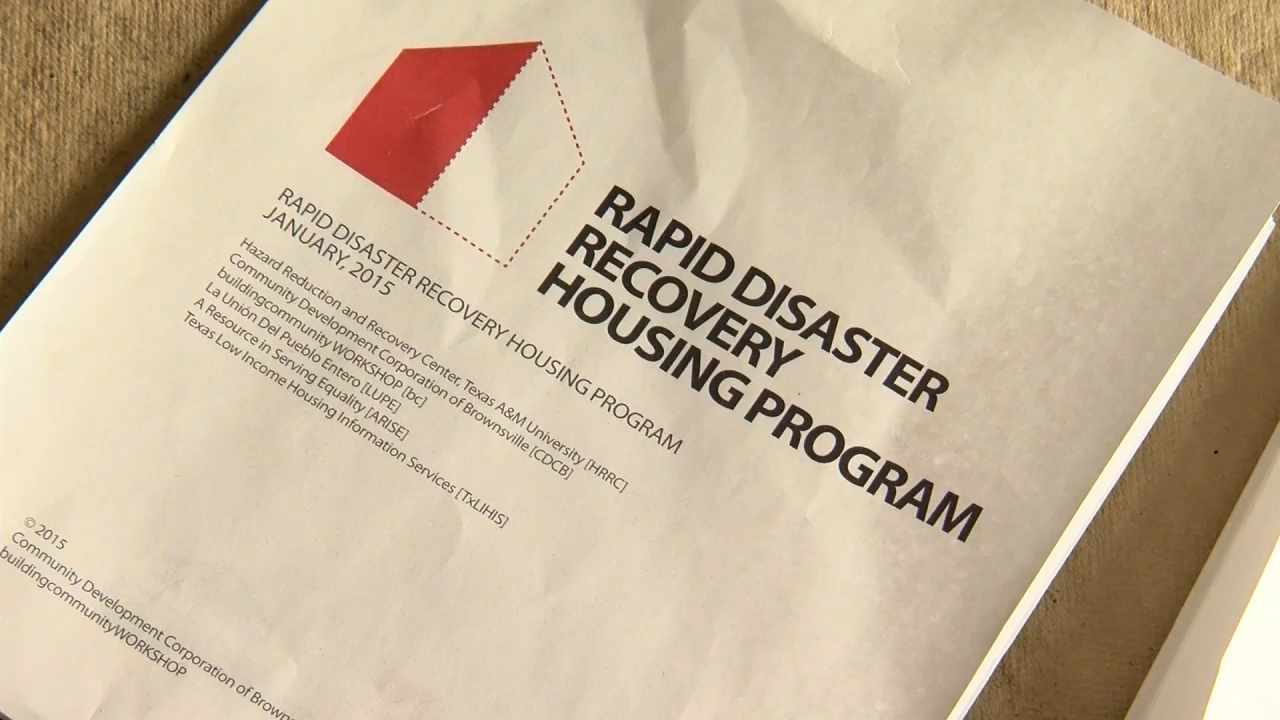 RAPID DISASTER
RECOVERY
HOUSING PROGRAM
RAPID DISASTER RECOVERY HOUSING PROGRAM
JANUARY, 2015
Hazard Reduction and Recovery Center, Texas A&M University [HRRC]
Community Development Corporation of Brownsville [CDCB]
buildingcommunity WORKSHOP [bc]
La Unión Del Pueblo Entero [LUPE]
A Resource in Serving Equality [ARISE]
Texas Low Income Housing Information Services [TxLIHIS]
© 2015
Community Development Corporation of Brown
buildingcommunityWORKSHOP